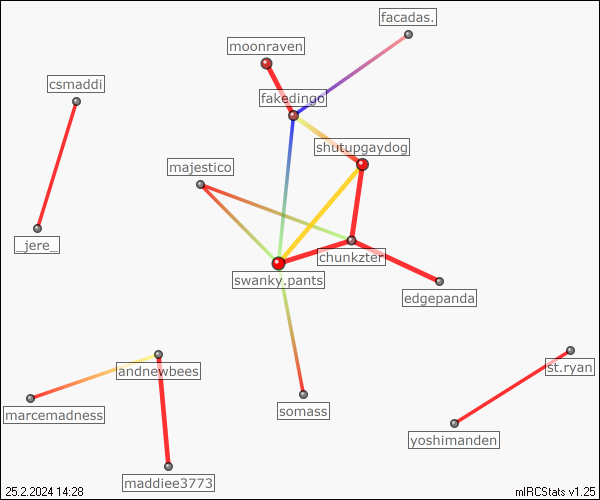 facadas.
moonraven
csmaddi
fakedingo
shutupgaydog
majestico
_jere_
chunkzter
swanky.pants
edgepanda
st.ryan
andnewbees
somass
marcemadness
yoshimanden
maddiee3773
25.2.2024 14:28
mIRCStats v1.25